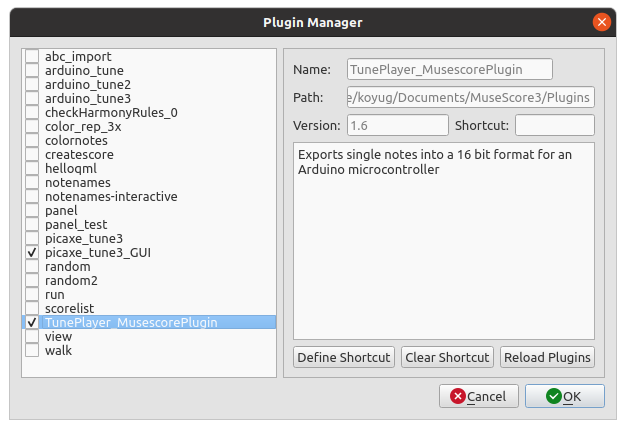 Plugin Manager
abc_import
arduino_tune
arduino_tune2
arduino_tune3
checkHarmonyRules_0
color_rep_3x
colornotes
createscore
helloqml
notenames
notenames-interactive
panel
panel_test
picaxe_tune3
picaxe_tune3_GUI
random
random2
run
scorelist
TunePlayer_MusescorePlugin
view
walk
Name: TunePlayer_MusescorePlugin
Path: e/koyug/Documents/MuseScore3/Plugins
Version: 1.6 Shortcut:
Exports single notes into a 16 bit format for an
Arduino microcontroller
Define Shortcut Clear Shortcut Reload Plugins
Cancel OK